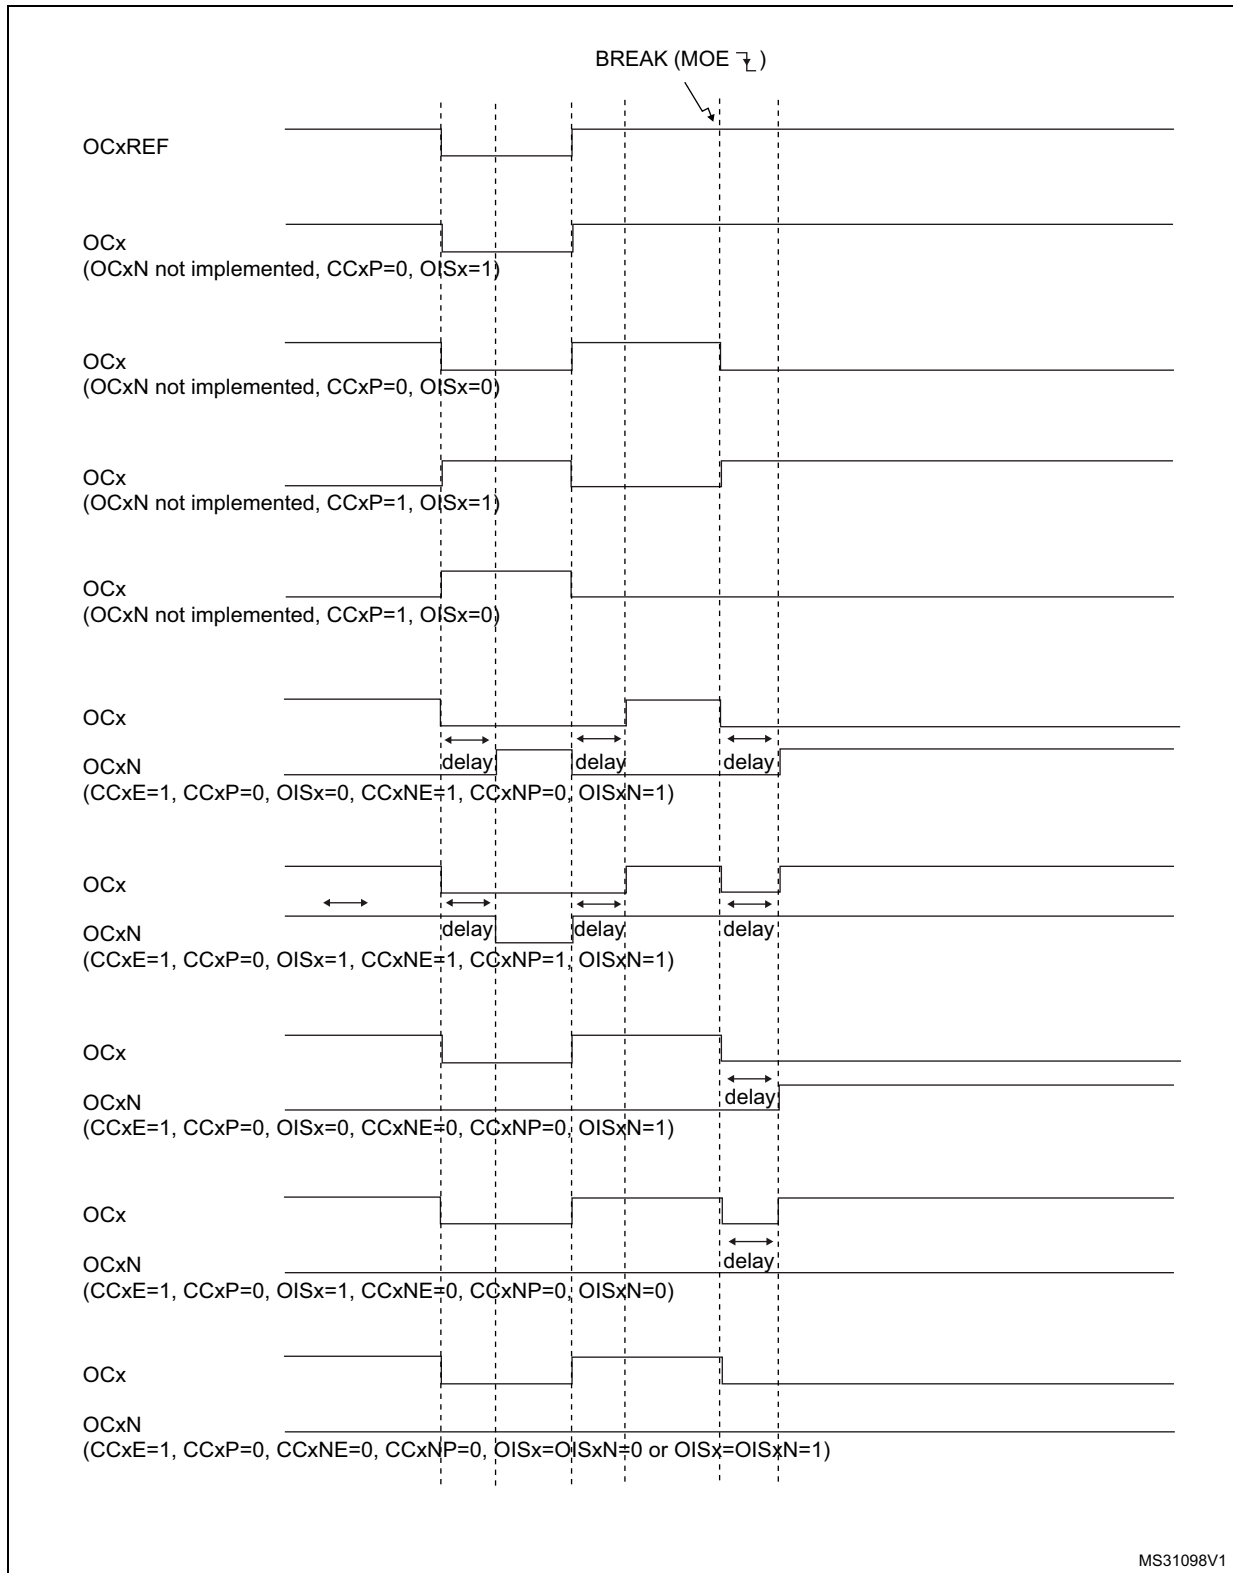 BREAK (MOE )
OCxREF
OCx
(OCxN not implemented, CCxP=0, OISx=1)
OCx
(OCxN not implemented, CCxP=0, OISx=0)
OCx
(OCxN not implemented, CCxP=1, OISx=1)
OCx
(OCxN not implemented, CCxP=1, OISx=0)
OCx
delay delay delay
OCxN
(CCxE=1, CCxP=0, OISx=0, CCxNE=1, CCxNP=0, OISxN=1)
OCx
delay delay delay
OCxN
(CCxE=1, CCxP=0, OISx=1, CCxNE=1, CCxNP=1, OISxN=1)
OCx
delay
OCxN
(CCxE=1, CCxP=0, OISx=0, CCxNE=0, CCxNP=0, OISxN=1)
OCx
delay
OCxN
(CCxE=1, CCxP=0, OISx=1, CCxNE=0, CCxNP=0, OISxN=0)
OCx
OCxN
(CCxE=1, CCxP=0, CCxNE=0, CCxNP=0, OISx=OISxN=0 or OISx=OISxN=1)
MS31098V1